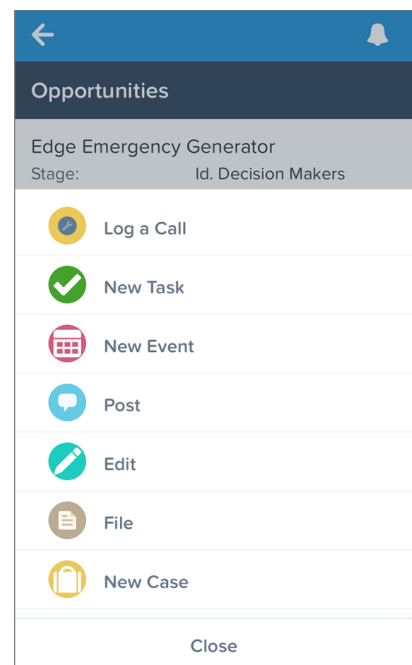 Opportunities
Edge Emergency Generator
Stage: Id. Decision Makers
Log a Call
New Task
New Event
Post
Edit
File
New Case
Close